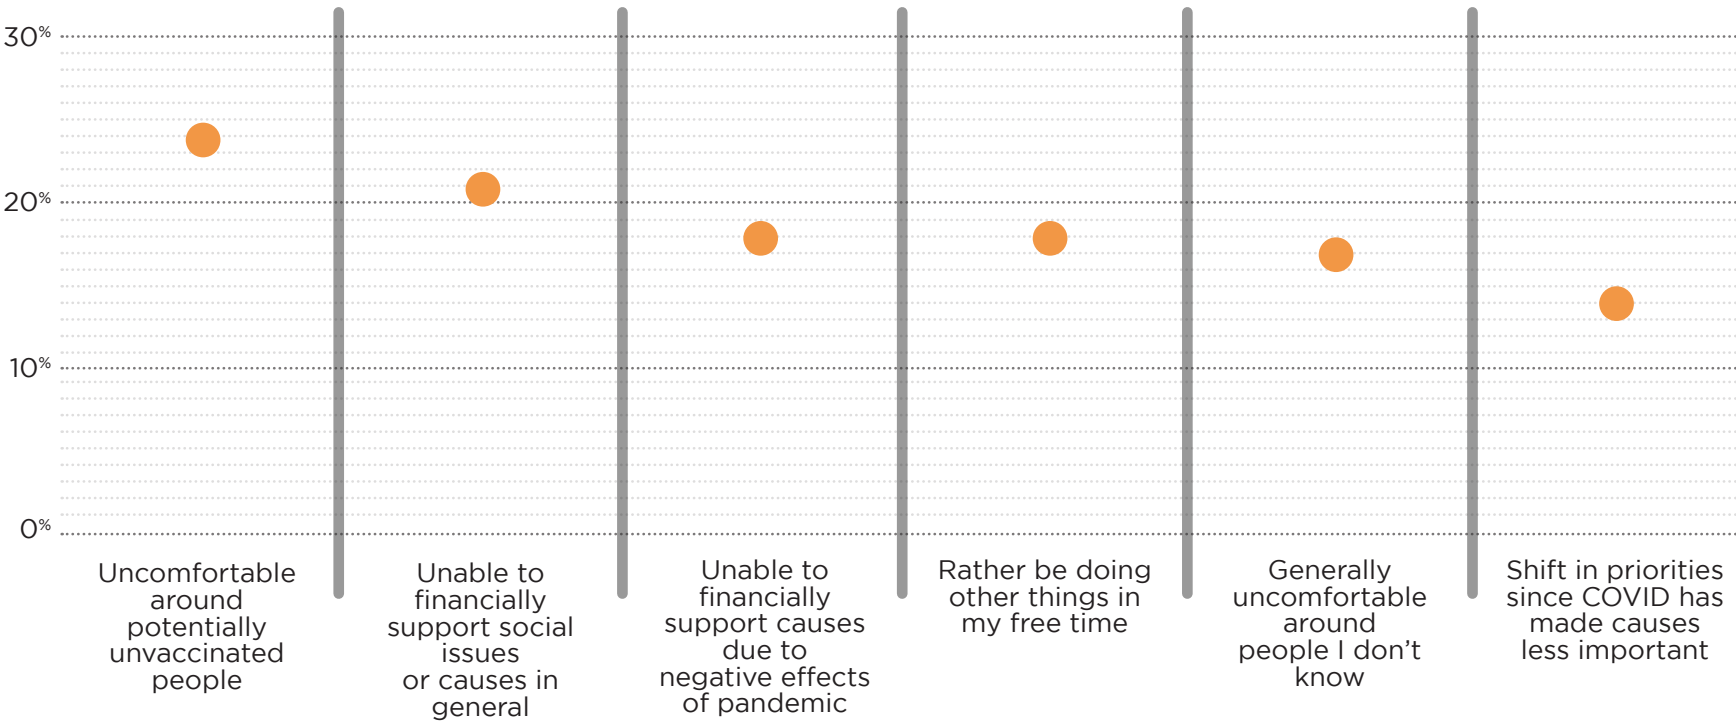 30%
20%
10%
0%
Uncomfortable
around
potentially
unvaccinated
people
Unable to
financially
support social
issues
or causes in
general
Unable to
financially
support causes
due to
negative effects
of pandemic
Rather be doing
other things in
my free time
Generally
uncomfortable
around
people I don’t
know
Shift in priorities
since COVID has
made causes
less important